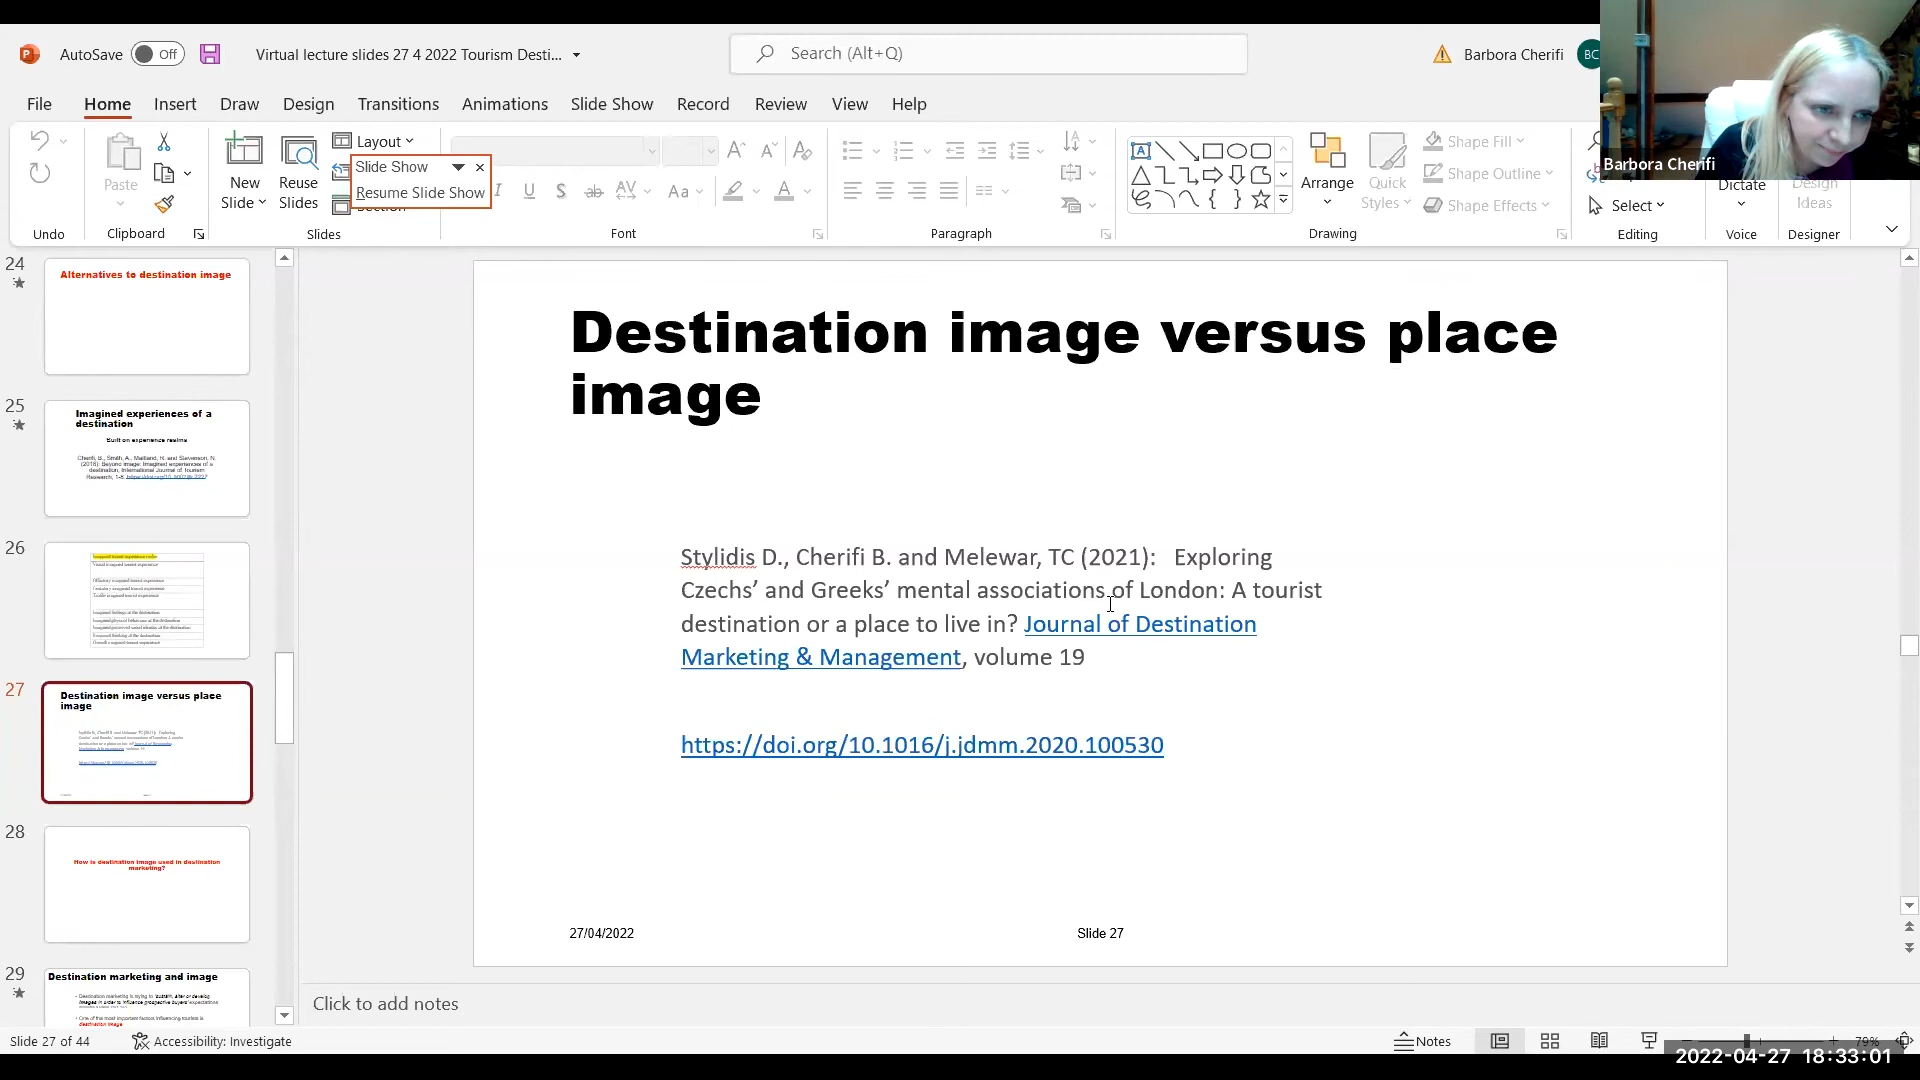 AutoSave Off Virtual lecture slides 27 4 2022 Tourism Desti... Search (Alt+Q) Barbora Cherifi BC
File Home Insert Draw Design Transitions Animations Slide Show Record Review View Help
Barbora Cherifi
Paste
New Slide
Reuse Slides
Layout
Slide Show
Resume Slide Show
Section
Arrange
Quick Styles
Shape Fill
Shape Outline
Shape Effects
Select
Dictate
Design Ideas
Undo Clipboard Slides Font Paragraph Drawing Editing Voice Designer
24
Alternatives to destination image
25
Imagined experiences of a
destination
Built on experience realms
26
27
Destination image versus place
image
28
How is destination image used in destination
marketing?
29
Destination marketing and image
Destination image versus place
image
Stylidis D., Cherifi B. and Melewar, TC (2021): Exploring
Czechs’ and Greeks’ mental associations of London: A tourist
destination or a place to live in? Journal of Destination
Marketing & Management, volume 19
https://doi.org/10.1016/j.jdmm.2020.100530
27/04/2022 Slide 27
Click to add notes
Slide 27 of 44 Accessibility: Investigate Notes 79%
2022-04-27 18:33:01